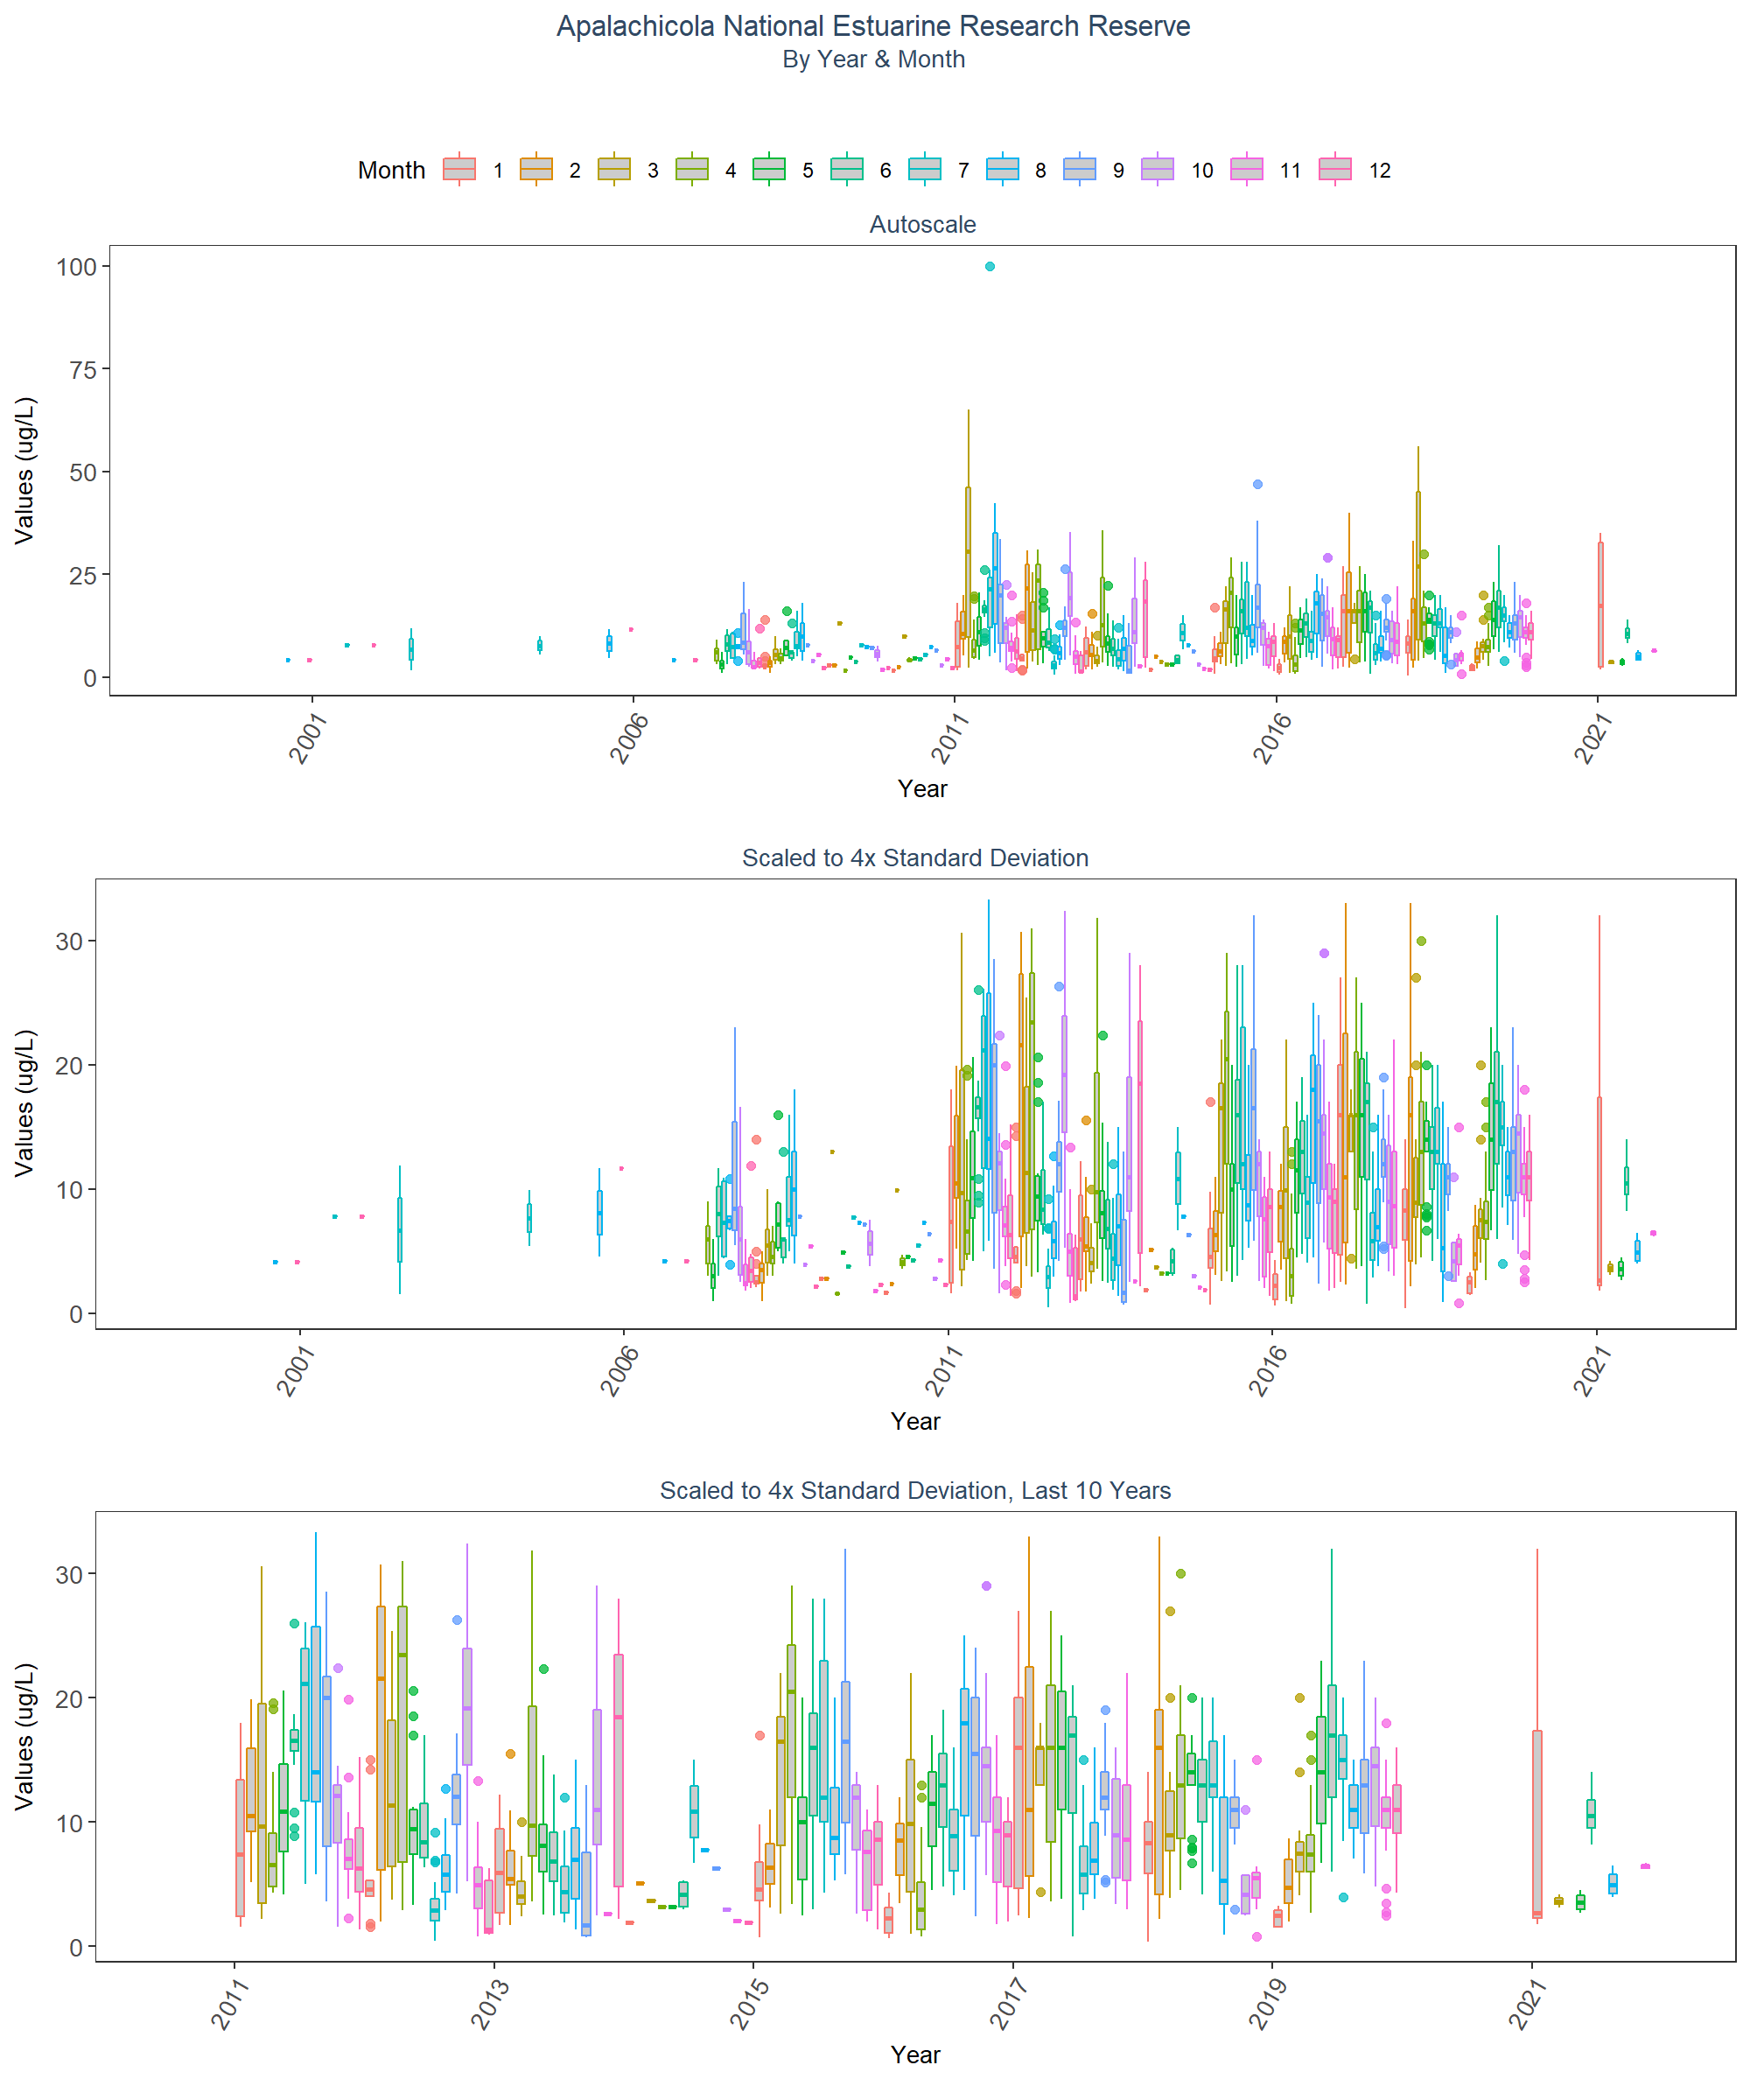 Apalachicola National Estuarine Research Reserve
By Year & Month
Month 1 2 3 4 5 6 7 8 9 10 11 12
Autoscale
100
75
50
25
0
Values (ug/L)
2001 2006 2011 2016 2021
Year
Scaled to 4x Standard Deviation
30
20
10
0
Values (ug/L)
2001 2006 2011 2016 2021
Year
Scaled to 4x Standard Deviation, Last 10 Years
30
20
10
0
Values (ug/L)
2011 2013 2015 2017 2019 2021
Year